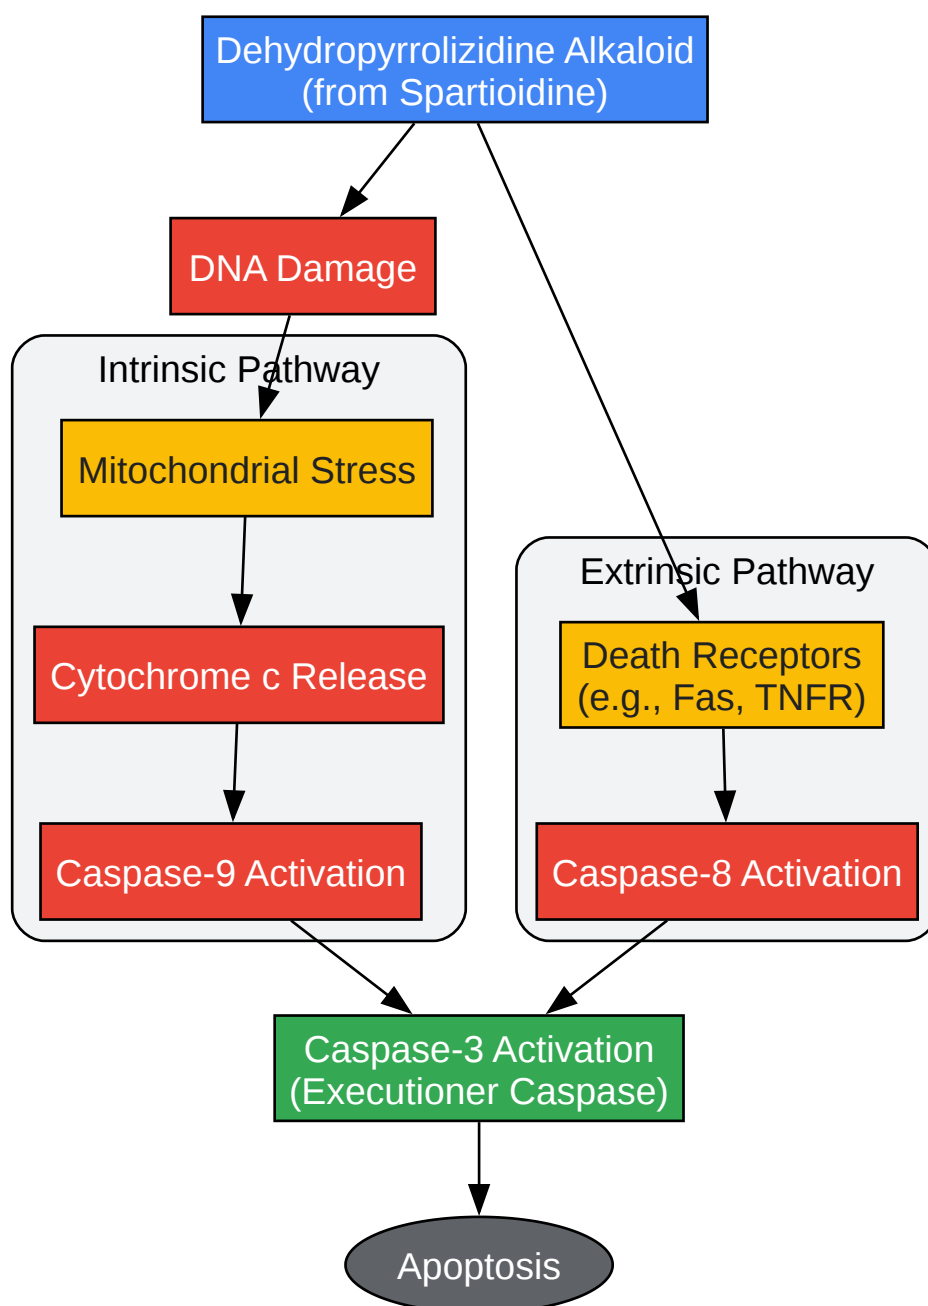 Dehydropyrrolizidine Alkaloid
(from Spartioidine)
DNA Damage
Intrinsic Pathway
Mitochondrial Stress
Cytochrome c Release
Caspase-9 Activation
Extrinsic Pathway
Death Receptors
(e.g., Fas, TNFR)
Caspase-8 Activation
Caspase-3 Activation
(Executioner Caspase)
Apoptosis